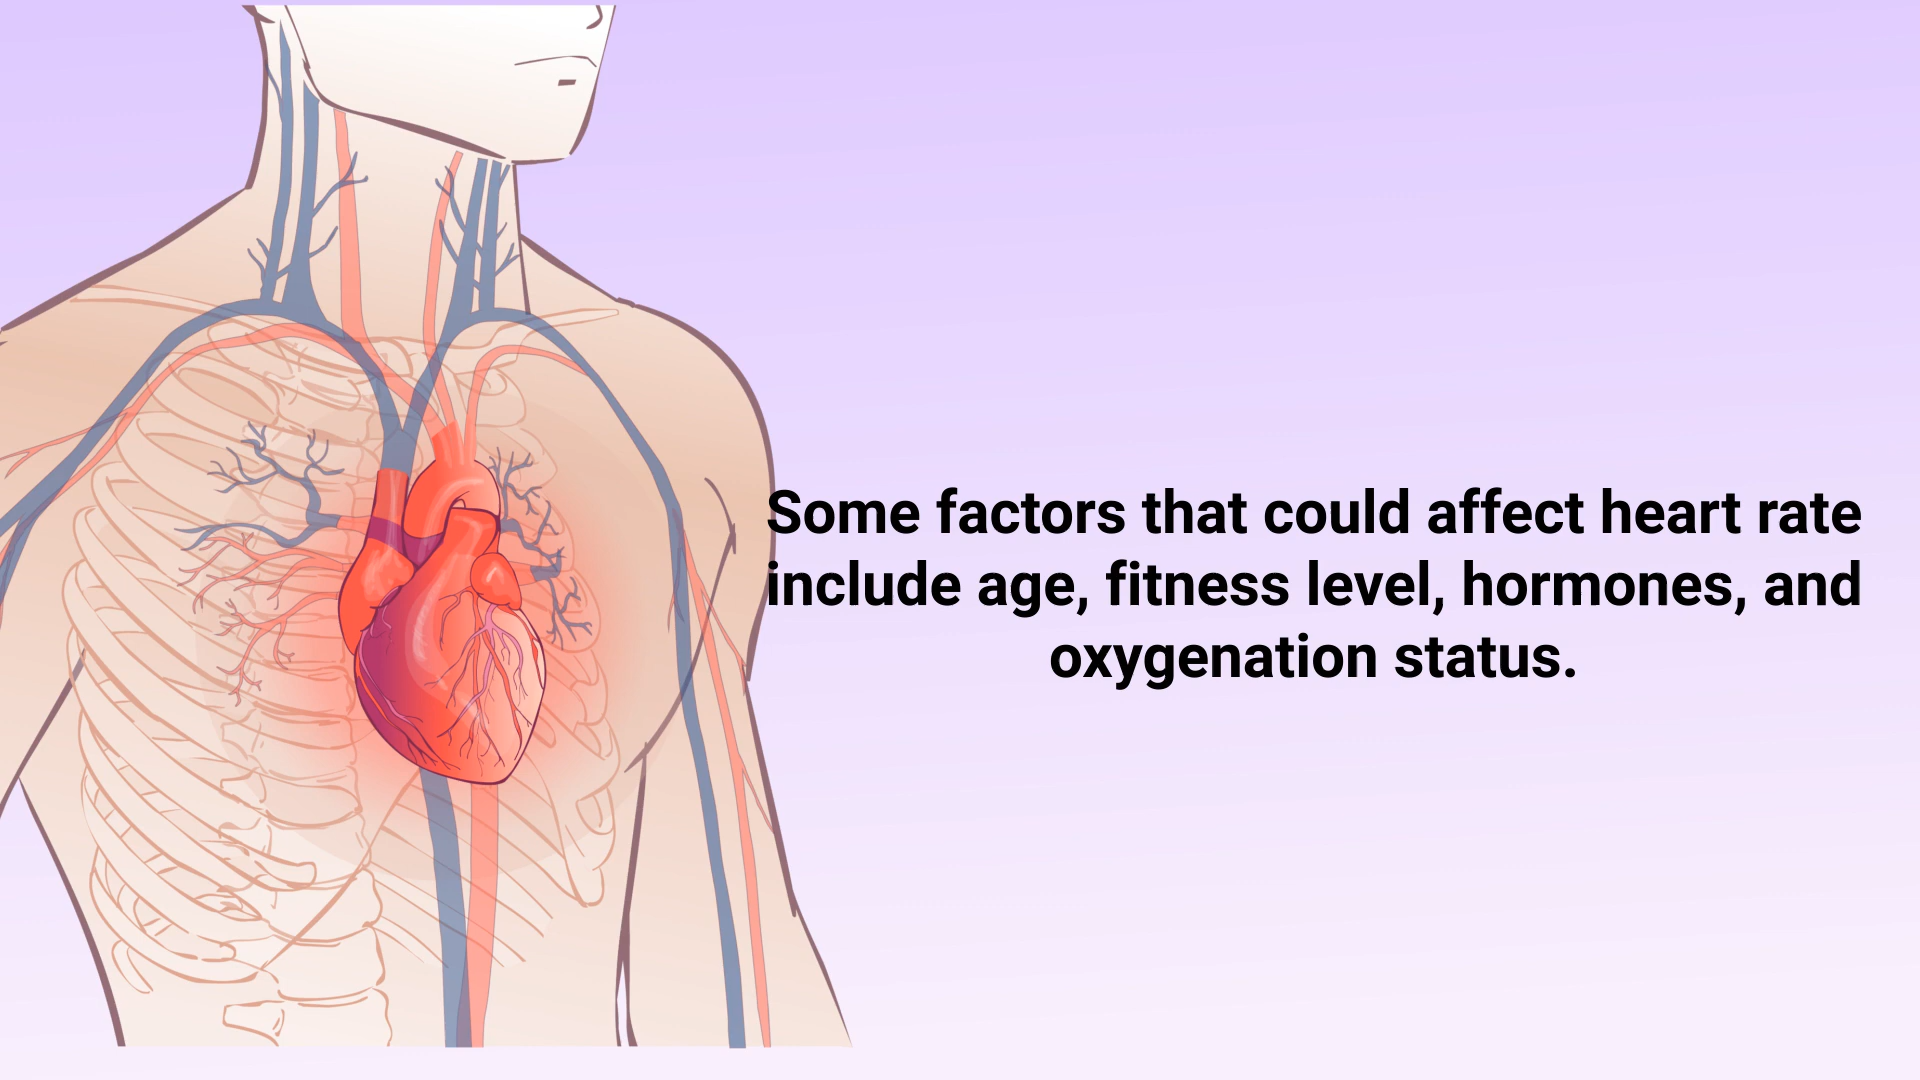 Some factors that could affect heart rate
include age, fitness level, hormones, and
oxygenation status.